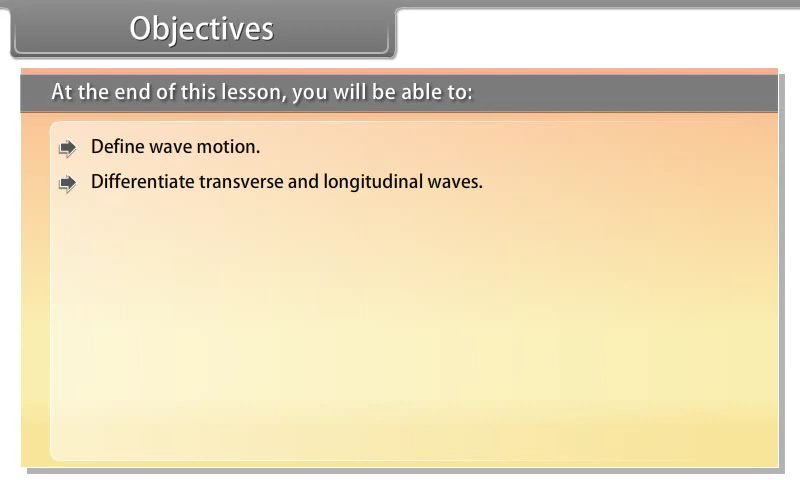 Objectives
At the end of this lesson, you will be able to:
Define wave motion.
Differentiate transverse and longitudinal waves.